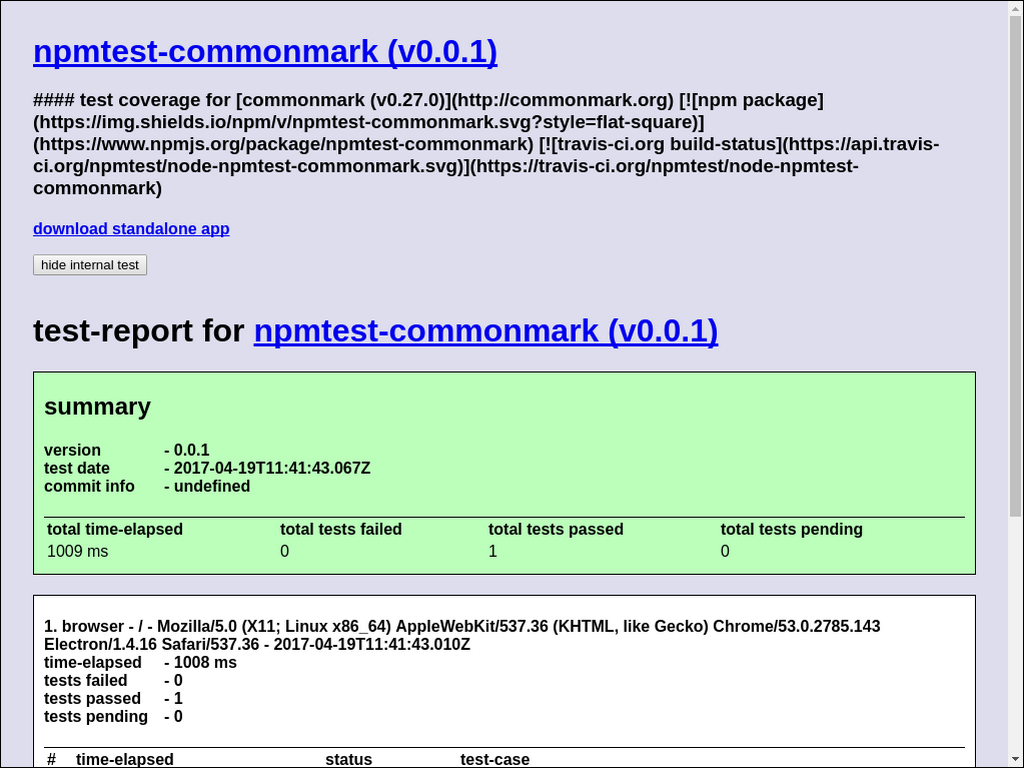 npmtest-commonmark (v0.0.1)
#### test coverage for [commonmark (v0.27.0)](http://commonmark.org) [![npm package]
(https://img.shields.io/npm/v/npmtest-commonmark.svg?style=flat-square)]
(https://www.npmjs.org/package/npmtest-commonmark) [![travis-ci.org build-status](https://api.travis-
ci.org/npmtest/node-npmtest-commonmark.svg)](https://travis-ci.org/npmtest/node-npmtest-
commonmark)
download standalone app
hide internal test
test-report for npmtest-commonmark (v0.0.1)
summary
version - 0.0.1
test date - 2017-04-19T11:41:43.067Z
commit info - undefined
total time-elapsed total tests failed total tests passed total tests pending
1009 ms 0 1 0
1. browser - / - Mozilla/5.0 (X11; Linux x86_64) AppleWebKit/537.36 (KHTML, like Gecko) Chrome/53.0.2785.143
Electron/1.4.16 Safari/537.36 - 2017-04-19T11:41:43.010Z
time-elapsed - 1008 ms
tests failed - 0
tests passed - 1
tests pending - 0
# time-elapsed status test-case